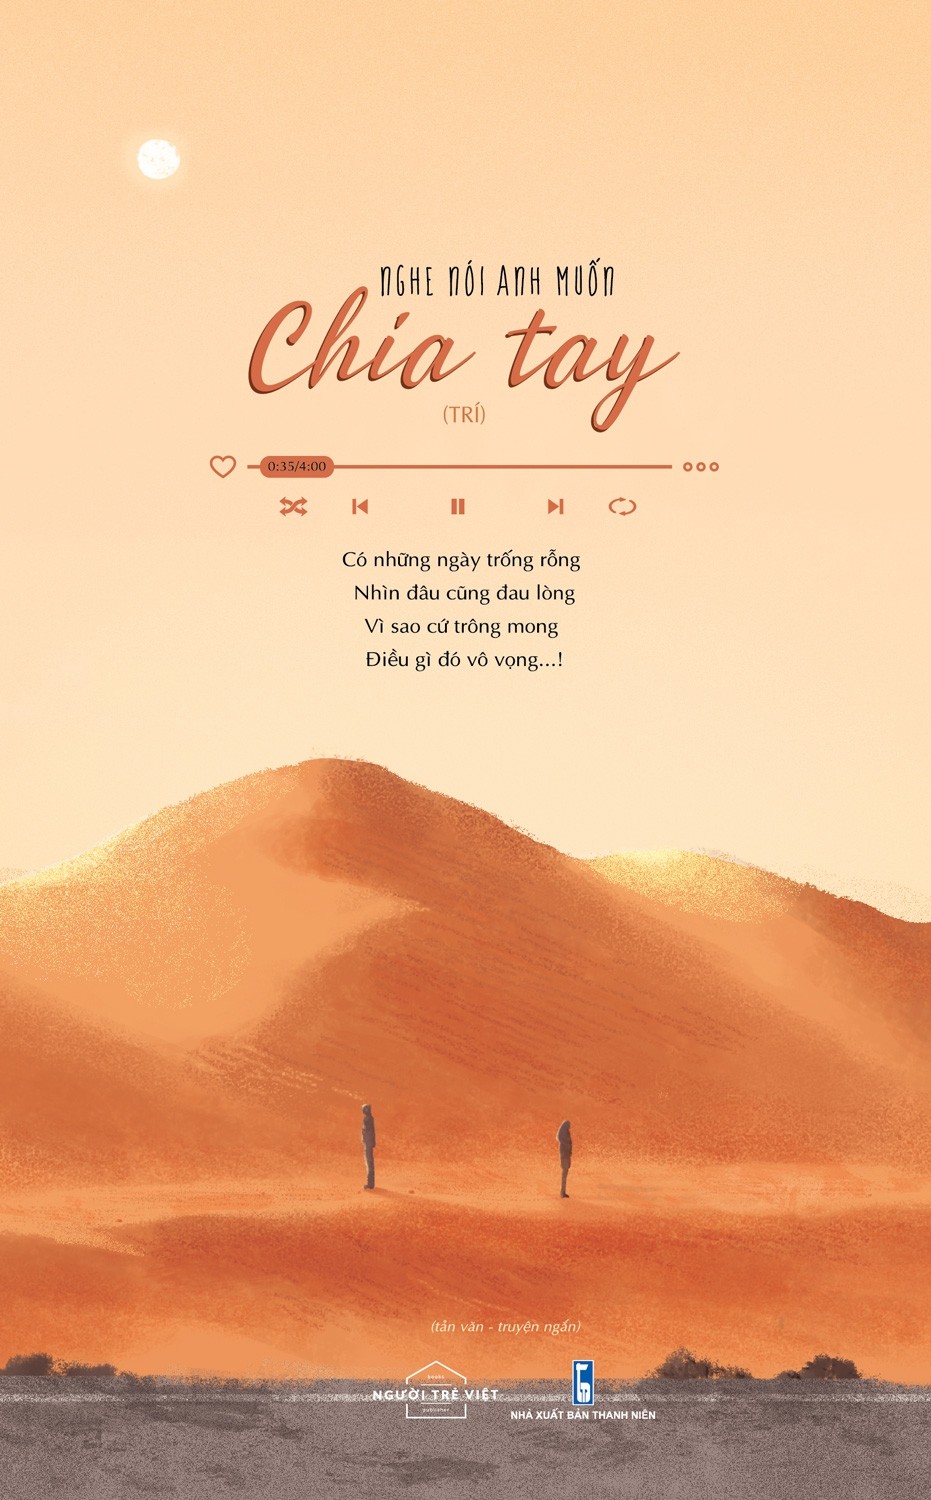 NGHE NÓI ANH MUỐN
Chia tay
(TRÍ)
0:35/4:00
Có những ngày trống rỗng
Nhìn đâu cũng đau lòng
Vì sao cứ trông mong
Điều gì đó vô vọng...!
(tản văn - truyện ngắn)
books
NGƯỜI TRẺ VIỆT
publisher
NHÀ XUẤT BẢN THANH NIÊN